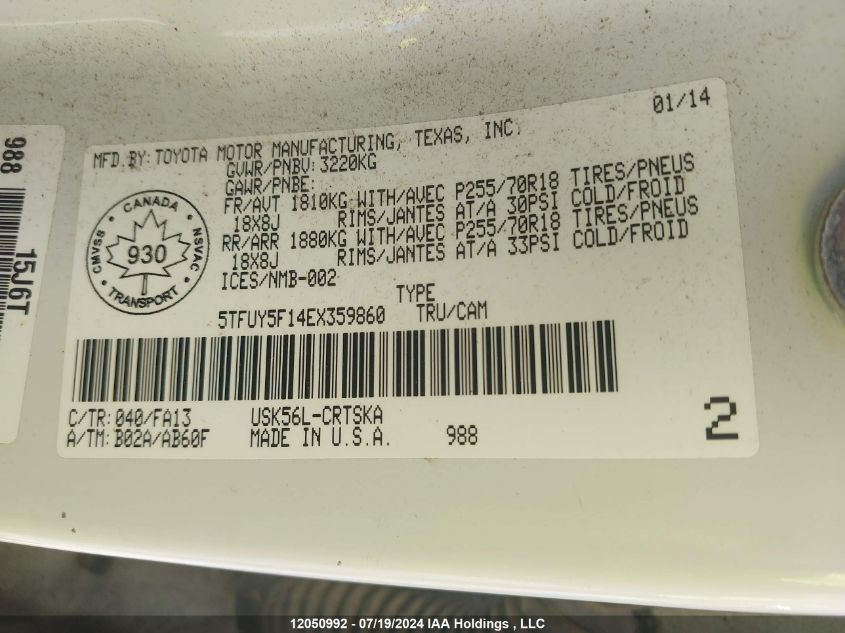 01/14
MFD. BY: TOYOTA MOTOR MANUFACTURING, TEXAS, INC.
GVWR/PNBV: 3220KG
GAWR/PNBE:
FR/AVT 1810KG WITH/AVEC P255/70R18 TIRES/PNEUS
18X8J RIMS/JANTES AT/A 30PSI COLD/FROID
RR/ARR 1880KG WITH/AVEC P255/70R18 TIRES/PNEUS
18X8J RIMS/JANTES AT/A 33PSI COLD/FROID
ICES/NMB-002
CANADA
CMVSS 930 NSVAC
TRANSPORT
TYPE
5TFUY5F14EX359860 TRU/CAM
C/TR: 040/FA13 USK56L-CRTSKA
A/TM: B02A/AB60F MADE IN U.S.A. 988
2
988
15J6T
12050992 - 07/19/2024 IAA Holdings , LLC